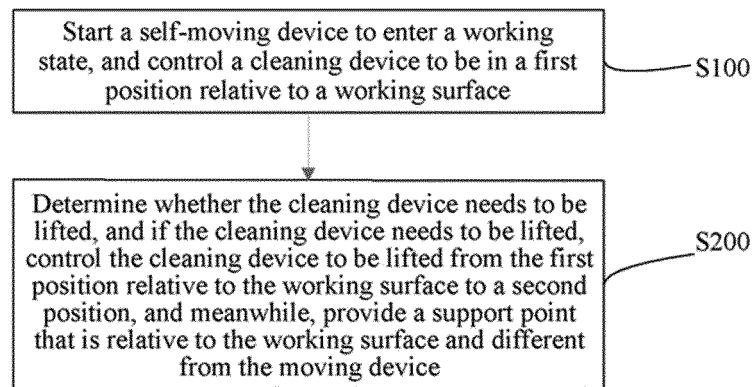 Start a self-moving device to enter a working
state, and control a cleaning device to be in a first
position relative to a working surface
S100
Determine whether the cleaning device needs to be
lifted, and if the cleaning device needs to be lifted,
control the cleaning device to be lifted from the first
position relative to the working surface to a second
position, and meanwhile, provide a support point
that is relative to the working surface and different
from the moving device
S200